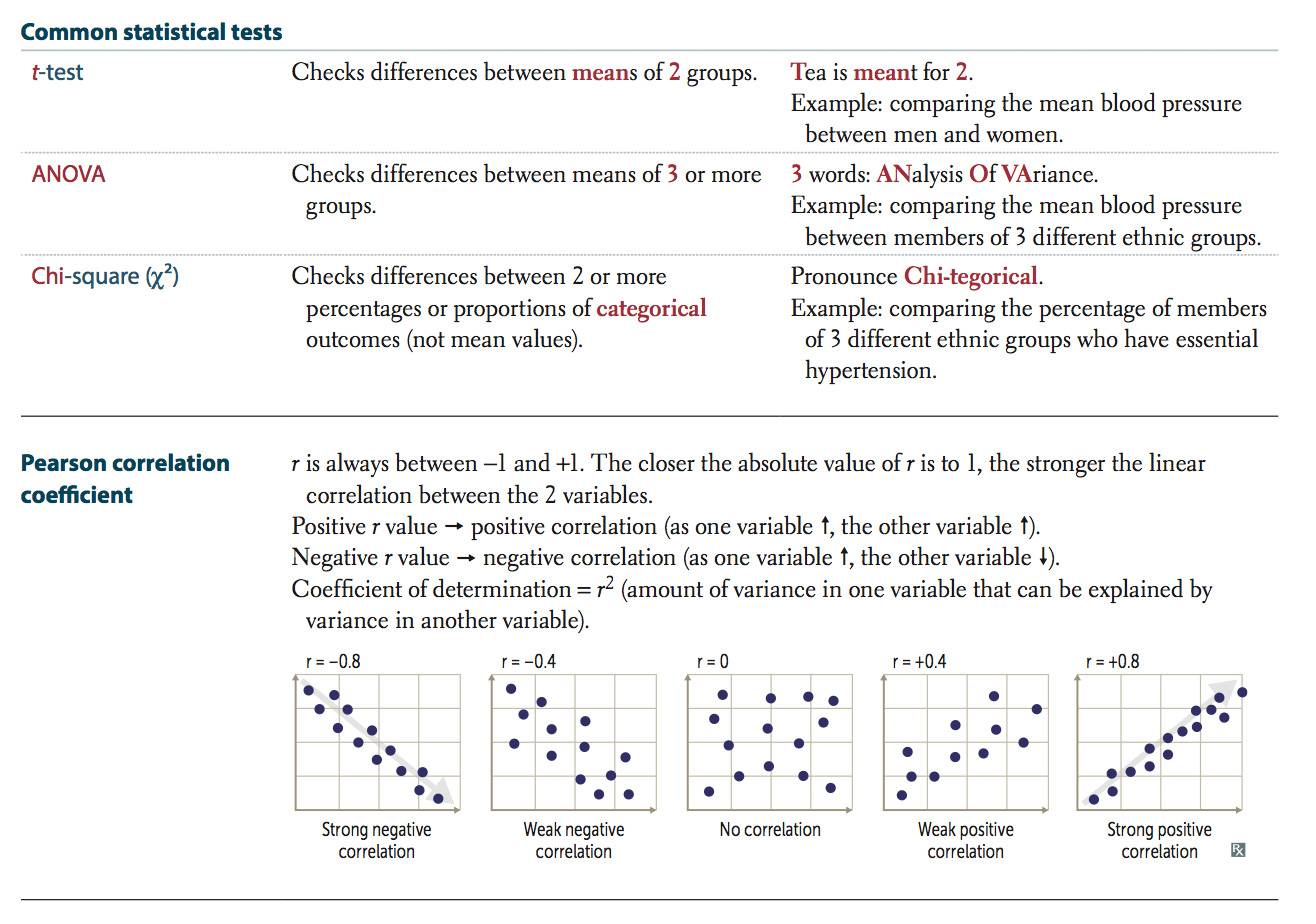 Common statistical tests
t-test
Checks differences between means of 2 groups.
Tea is meant for 2.
Example: comparing the mean blood pressure
between men and women.
ANOVA
Checks differences between means of 3 or more
groups.
3 words: ANalysis Of VAriance.
Example: comparing the mean blood pressure
between members of 3 different ethnic groups.
Chi-square (χ²)
Checks differences between 2 or more
percentages or proportions of categorical
outcomes (not mean values).
Pronounce Chi-tegorical.
Example: comparing the percentage of members
of 3 different ethnic groups who have essential
hypertension.
Pearson correlation
coefficient
r is always between −1 and +1. The closer the absolute value of r is to 1, the stronger the linear
correlation between the 2 variables.
Positive r value → positive correlation (as one variable ↑, the other variable ↑).
Negative r value → negative correlation (as one variable ↑, the other variable ↓).
Coefficient of determination = r² (amount of variance in one variable that can be explained by
variance in another variable).
r = −0.8
r = −0.4
r = 0
r = +0.4
r = +0.8
Strong negative
correlation
Weak negative
correlation
No correlation
Weak positive
correlation
Strong positive
correlation
℞